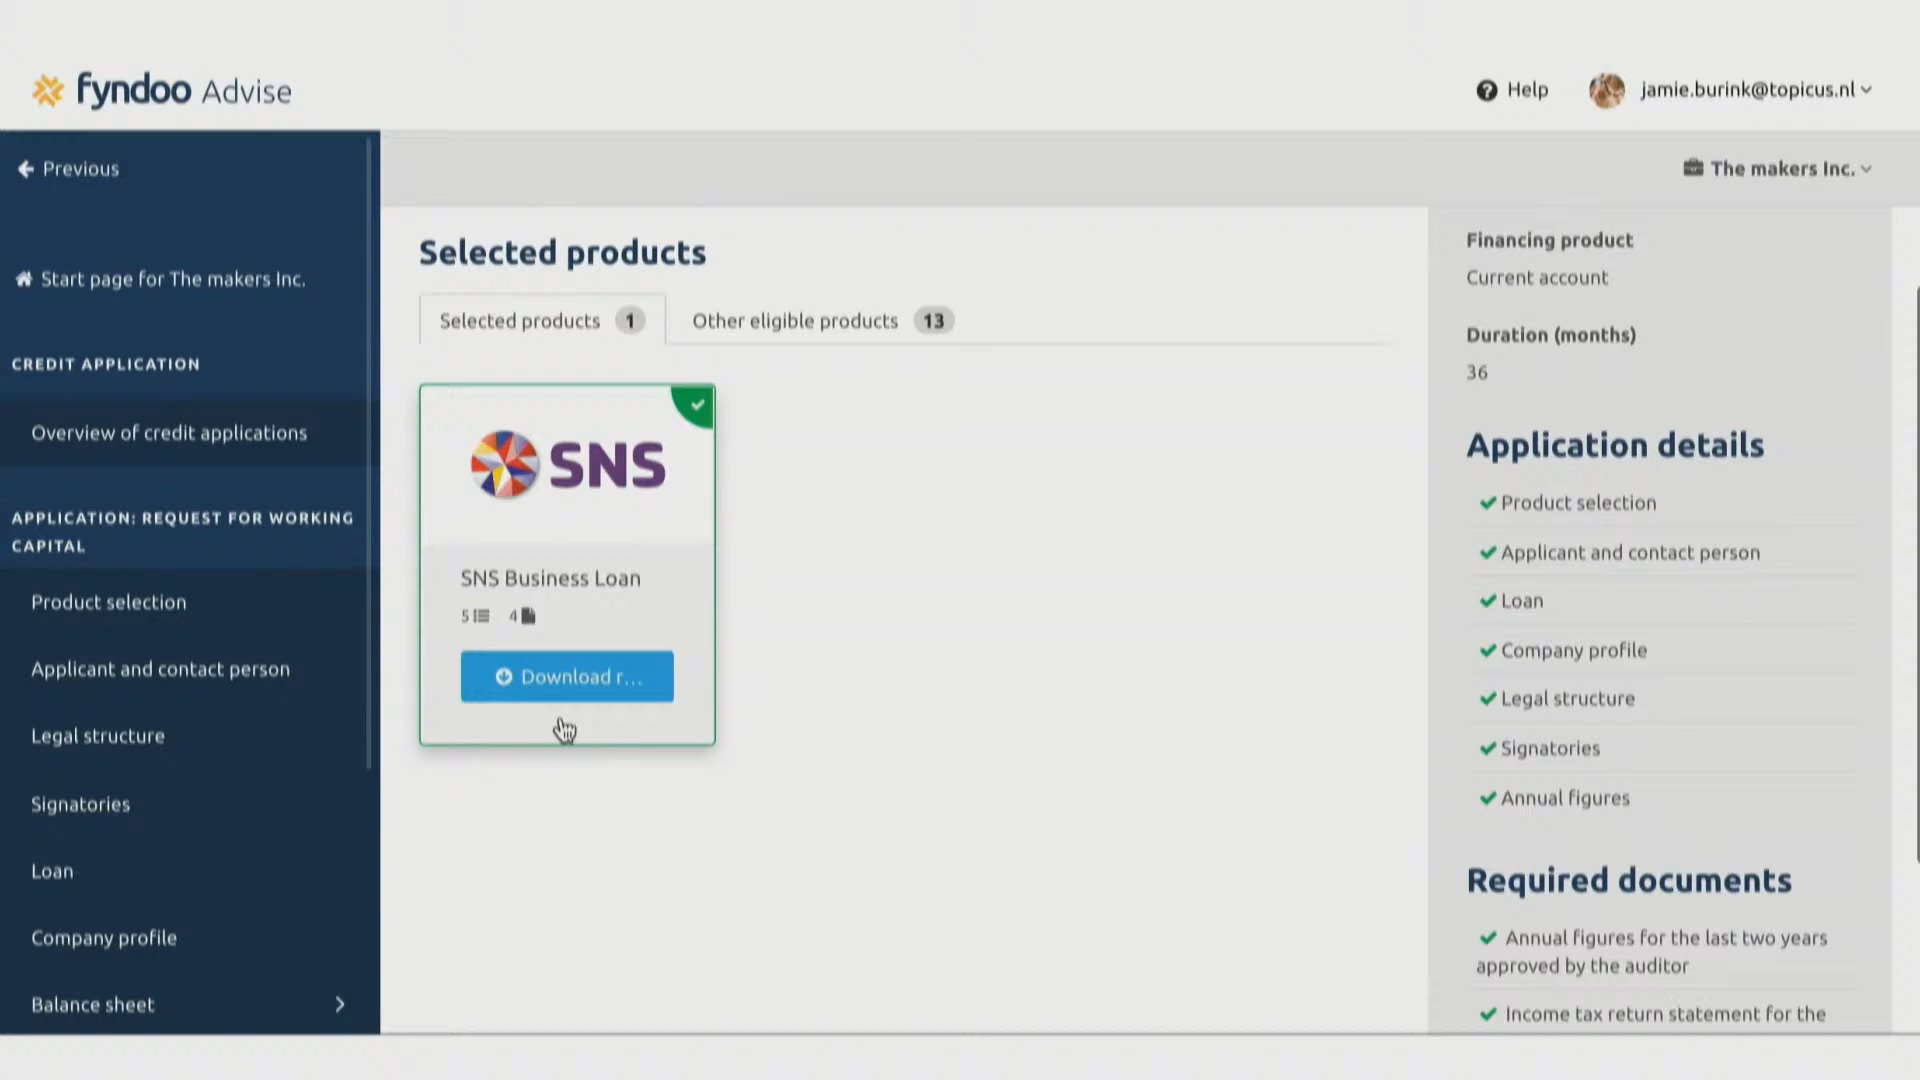 fyndoo Advise
Help
jamie.burink@topicus.nl
Previous
The makers Inc.
Start page for The makers Inc.
CREDIT APPLICATION
Overview of credit applications
APPLICATION: REQUEST FOR WORKING
CAPITAL
Product selection
Applicant and contact person
Legal structure
Signatories
Loan
Company profile
Balance sheet
Selected products
Selected products 1
Other eligible products 13
SNS
SNS Business Loan
5 4
Download r...
Financing product
Current account
Duration (months)
36
Application details
Product selection
Applicant and contact person
Loan
Company profile
Legal structure
Signatories
Annual figures
Required documents
Annual figures for the last two years
approved by the auditor
Income tax return statement for the